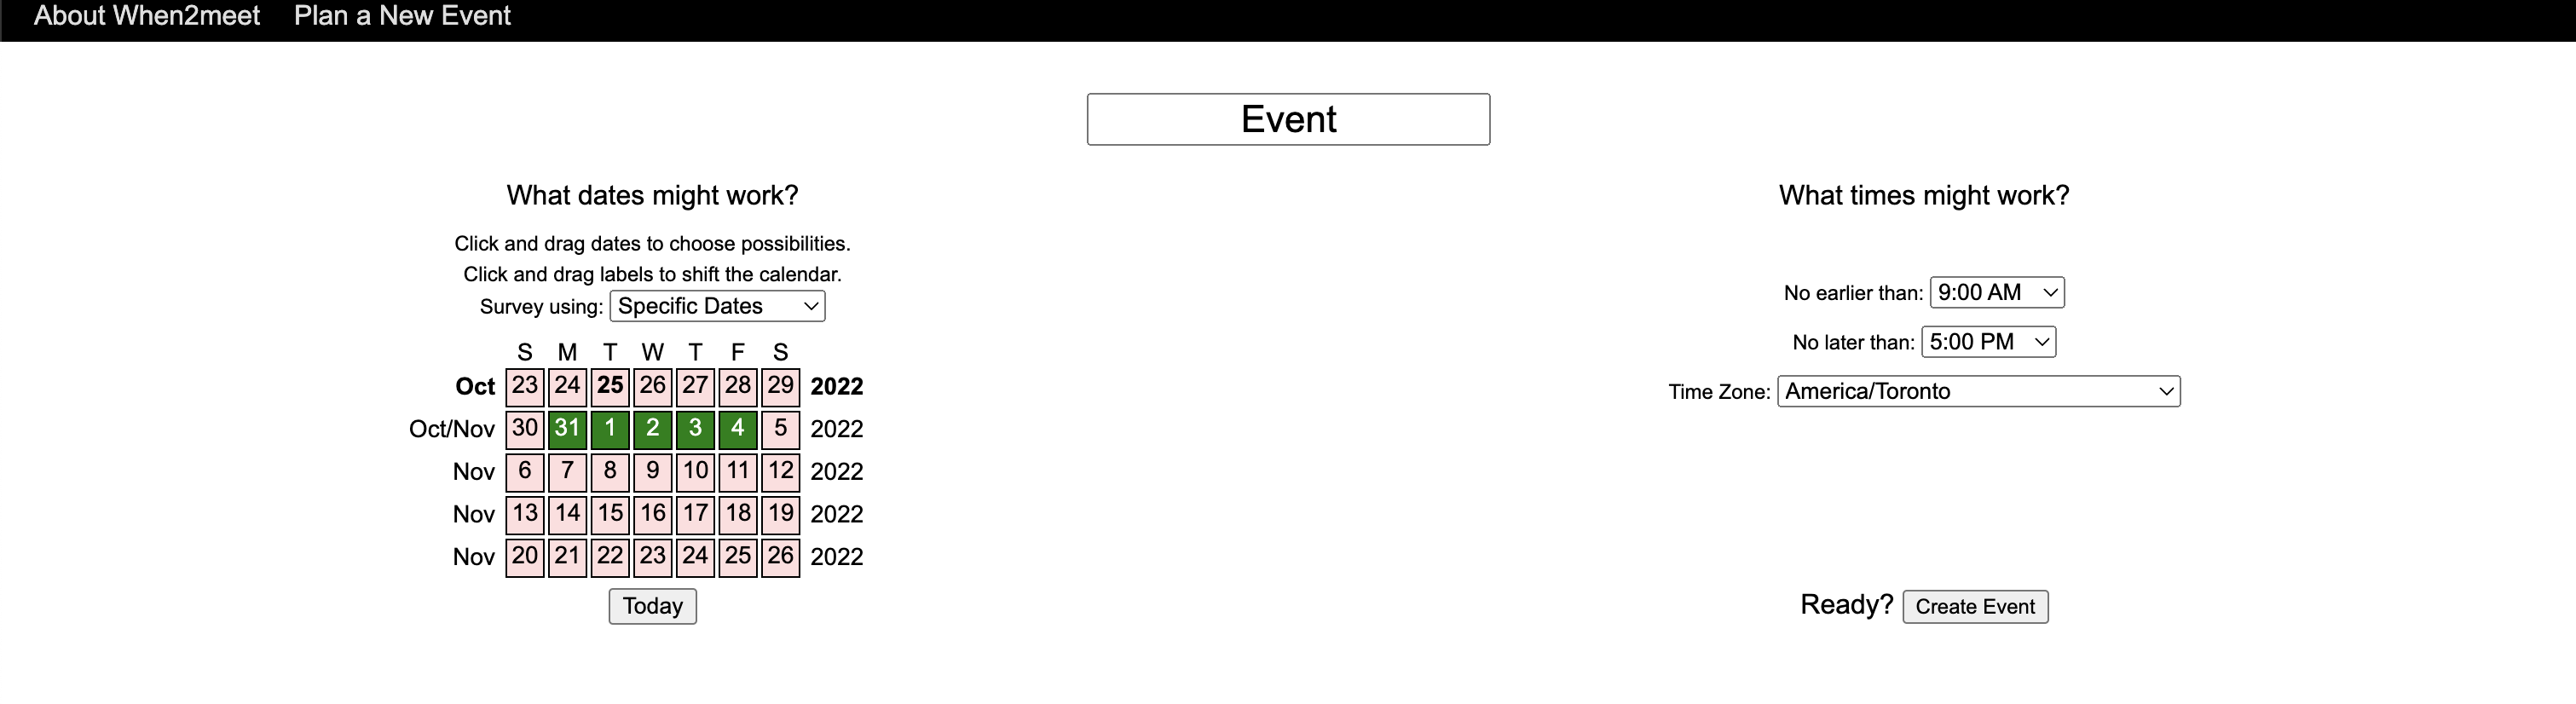 About When2meet Plan a New Event
Event
What dates might work?
Click and drag dates to choose possibilities.
Click and drag labels to shift the calendar.
Survey using: Specific Dates
S M T W T F S
Oct 23 24 25 26 27 28 29 2022
Oct/Nov 30 31 1 2 3 4 5 2022
Nov 6 7 8 9 10 11 12 2022
Nov 13 14 15 16 17 18 19 2022
Nov 20 21 22 23 24 25 26 2022
Today
What times might work?
No earlier than: 9:00 AM
No later than: 5:00 PM
Time Zone: America/Toronto
Ready? Create Event